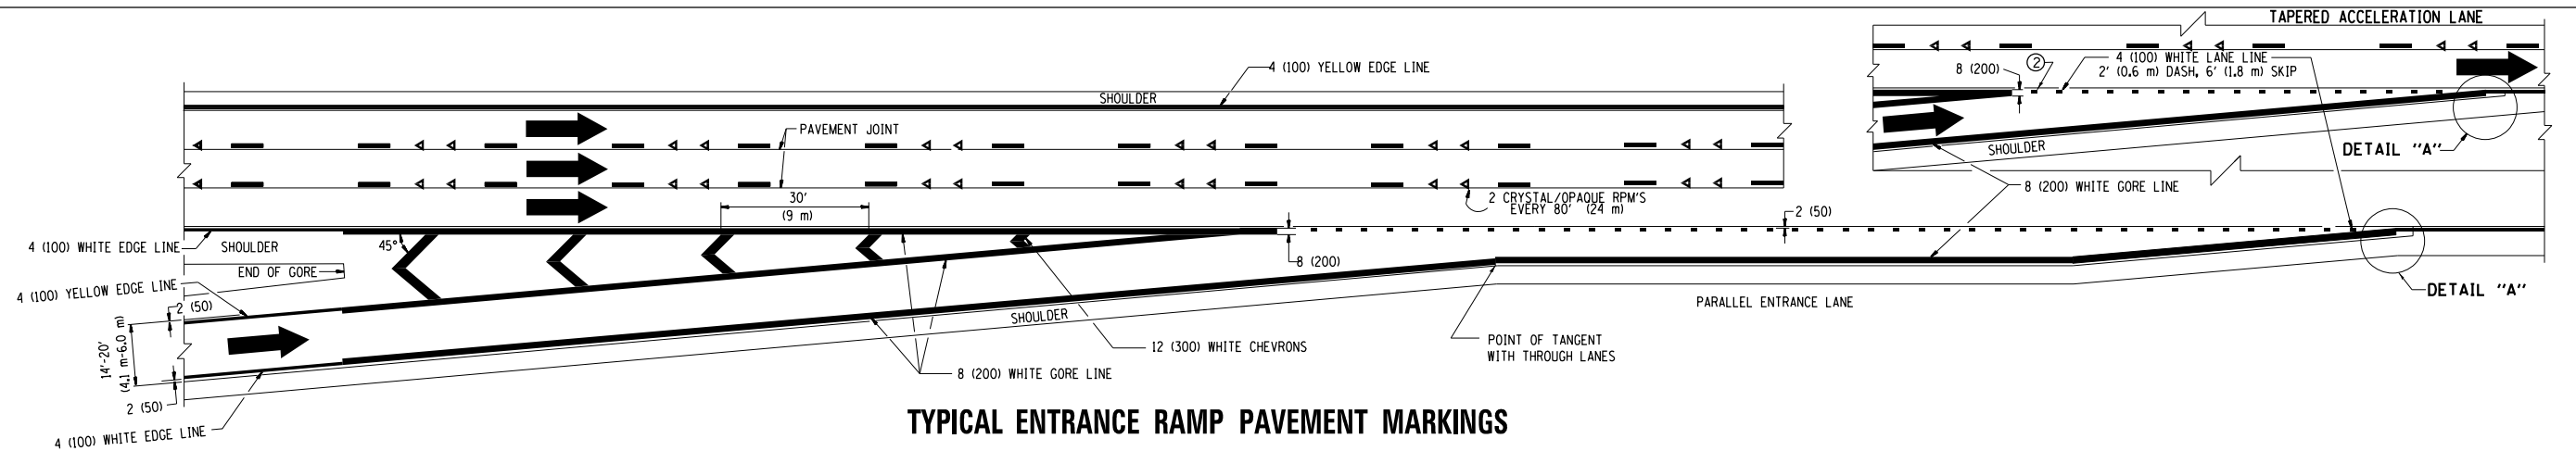 TAPERED ACCELERATION LANE
4 (100) YELLOW EDGE LINE
8 (200)
2
4 (100) WHITE LANE LINE
2' (0.6 m) DASH, 6' (1.8 m) SKIP
SHOULDER
PAVEMENT JOINT
SHOULDER
DETAIL "A"
30'
(9 m)
2 CRYSTAL/OPAQUE RPM'S
EVERY 80' (24 m)
8 (200) WHITE GORE LINE
2 (50)
4 (100) WHITE EDGE LINE
SHOULDER
45°
8 (200)
END OF GORE
4 (100) YELLOW EDGE LINE
2 (50)
DETAIL "A"
PARALLEL ENTRANCE LANE
SHOULDER
14'-20'
(4.1 m-6.0 m)
12 (300) WHITE CHEVRONS
POINT OF TANGENT
WITH THROUGH LANES
8 (200) WHITE GORE LINE
2 (50)
4 (100) WHITE EDGE LINE
TYPICAL ENTRANCE RAMP PAVEMENT MARKINGS